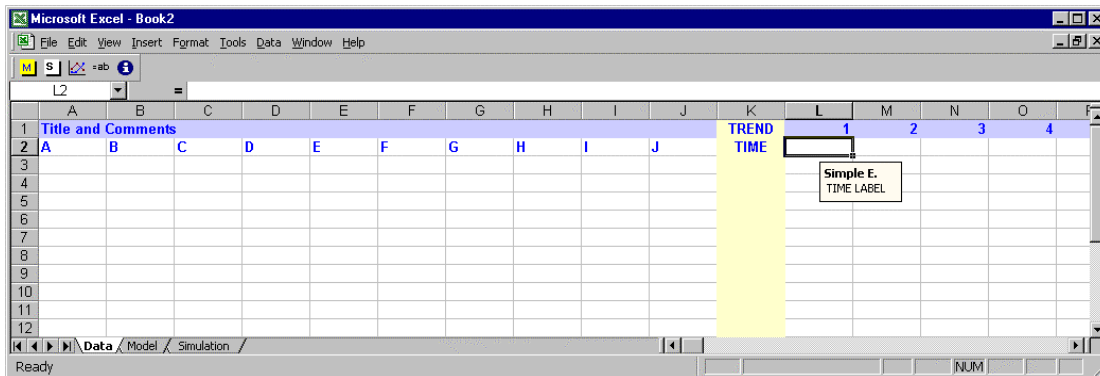 Microsoft Excel - Book2
File Edit View Insert Format Tools Data Window Help
M S =ab i
L2 =
A B C D E F G H I J K L M N O P
1 Title and Comments TREND 1 2 3 4
2 A B C D E F G H I J TIME
3
4
5
6
7
8
9
10
11
12
Simple E.
TIME LABEL
Data Model Simulation
Ready NUM